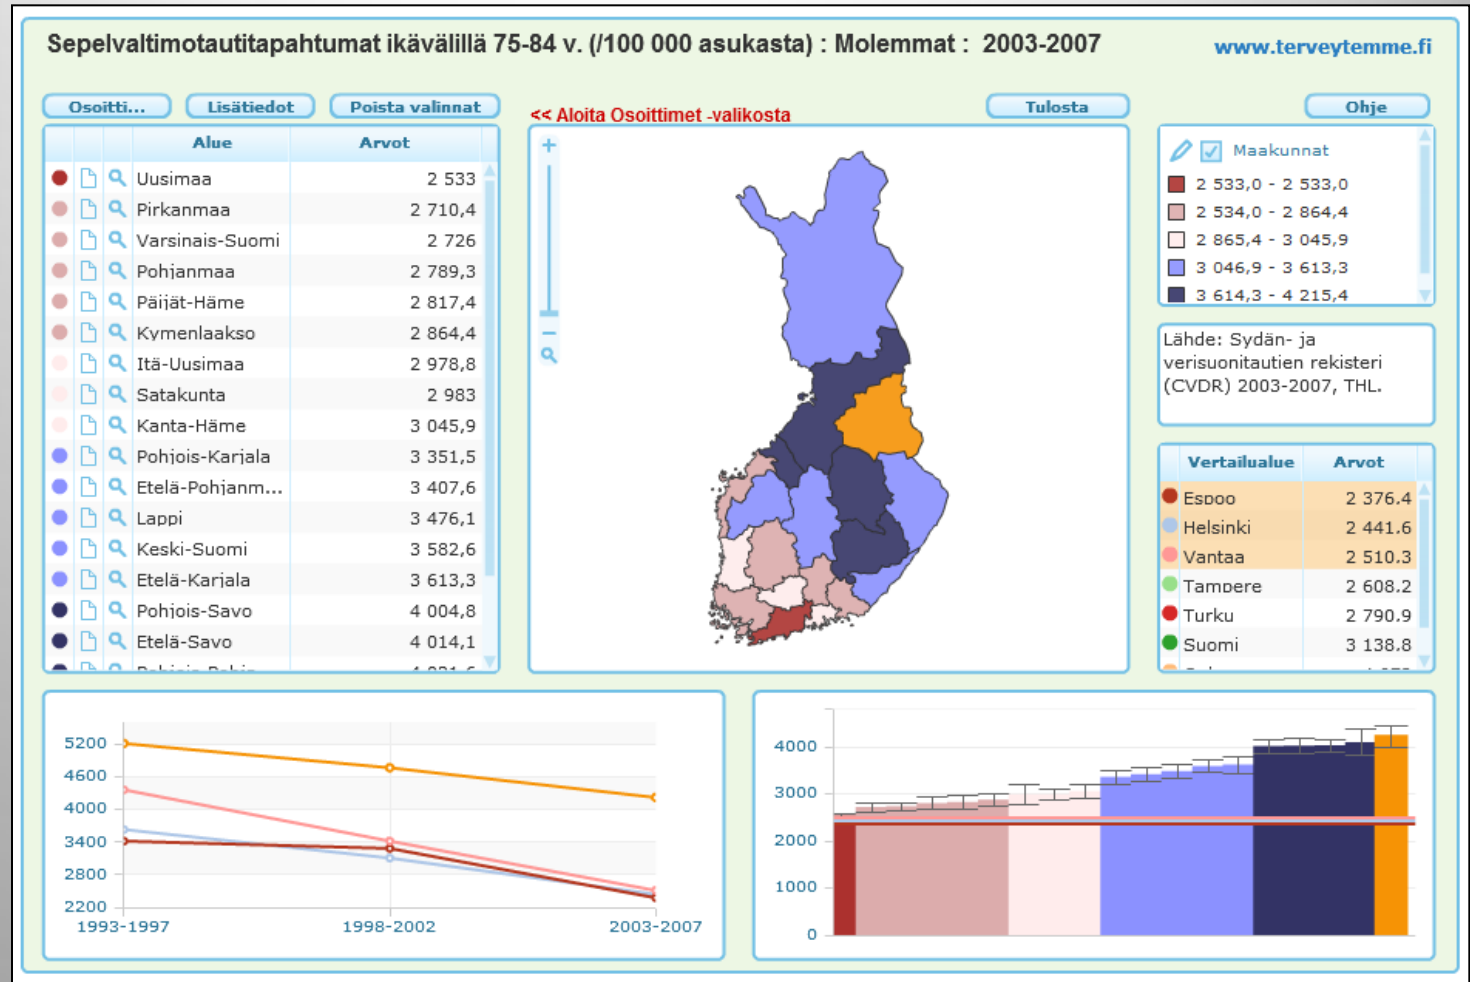 Sepelvaltimotautitapahtumat ikävälillä 75-84 v. (/100 000 asukasta) : Molemmat : 2003-2007
www.terveytemme.fi
Osoitti...
Lisätiedot
Poista valinnat
<< Aloita Osoittimet -valikosta
Tulosta
Ohje
Alue Arvot
Uusimaa 2 533
Pirkanmaa 2 710,4
Varsinais-Suomi 2 726
Pohjanmaa 2 789,3
Päijät-Häme 2 817,4
Kymenlaakso 2 864,4
Itä-Uusimaa 2 978,8
Satakunta 2 983
Kanta-Häme 3 045,9
Pohjois-Karjala 3 351,5
Etelä-Pohjanm... 3 407,6
Lappi 3 476,1
Keski-Suomi 3 582,6
Etelä-Karjala 3 613,3
Pohjois-Savo 4 004,8
Etelä-Savo 4 014,1
Maakunnat
2 533,0 - 2 533,0
2 534,0 - 2 864,4
2 865,4 - 3 045,9
3 046,9 - 3 613,3
3 614,3 - 4 215,4
Lähde: Sydän- ja
verisuonitautien rekisteri
(CVDR) 2003-2007, THL.
Vertailualue Arvot
Espoo 2 376.4
Helsinki 2 441.6
Vantaa 2 510.3
Tampere 2 608.2
Turku 2 790.9
Suomi 3 138.8
5200
4600
4000
3400
2800
2200
1993-1997 1998-2002 2003-2007
4000
3000
2000
1000
0